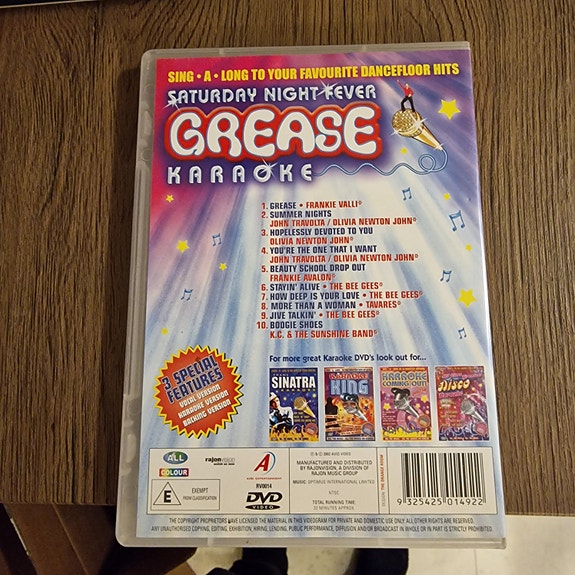 SING • A • LONG TO YOUR FAVOURITE DANCEFLOOR HITS
SATURDAY NIGHT FEVER
GREASE
KARAOKE
1. GREASE • FRANKIE VALLI®
2. SUMMER NIGHTS
JOHN TRAVOLTA / OLIVIA NEWTON JOHN®
3. HOPELESSLY DEVOTED TO YOU
OLIVIA NEWTON JOHN®
4. YOU'RE THE ONE THAT I WANT
JOHN TRAVOLTA / OLIVIA NEWTON JOHN®
5. BEAUTY SCHOOL DROP OUT
FRANKIE AVALON®
6. STAYIN' ALIVE • THE BEE GEES®
7. HOW DEEP IS YOUR LOVE • THE BEE GEES®
8. MORE THAN A WOMAN • TAVARES®
9. JIVE TALKIN' • THE BEE GEES®
10. BOOGIE SHOES
K.C. & THE SUNSHINE BAND®
For more great Karaoke DVD's look out for...
3 SPECIAL
FEATURES
VOCAL VERSION
KARAOKE VERSION
BACKING VERSION
SINATRA
KARAOKE
KING
KARAOKE
COMING OUT!
DISCO
ALL
COLOUR
rajonvision
A
RV0014
E
EXEMPT
FROM CLASSIFICATION
DVD
VIDEO
MANUFACTURED AND DISTRIBUTED
BY RAJONVISION, A DIVISION OF
RAJON MUSIC GROUP
MUSIC: OPTIMUS INTERNATIONAL LIMITED
NTSC
TOTAL RUNNING TIME:
32 MINUTES APPROX.
9 325425 014922
THE COPYRIGHT PROPRIETORS HAVE LICENSED THE MATERIAL IN THIS VIDEOGRAM FOR PRIVATE AND DOMESTIC USE ONLY. ALL OTHER RIGHTS ARE RESERVED.
ANY UNAUTHORISED COPYING, EDITING, EXHIBITION, HIRING, LENDING, PUBLIC PERFORMANCE, DIFFUSION AND/OR BROADCAST IN WHOLE OR IN PART IS STRICTLY PROHIBITED.